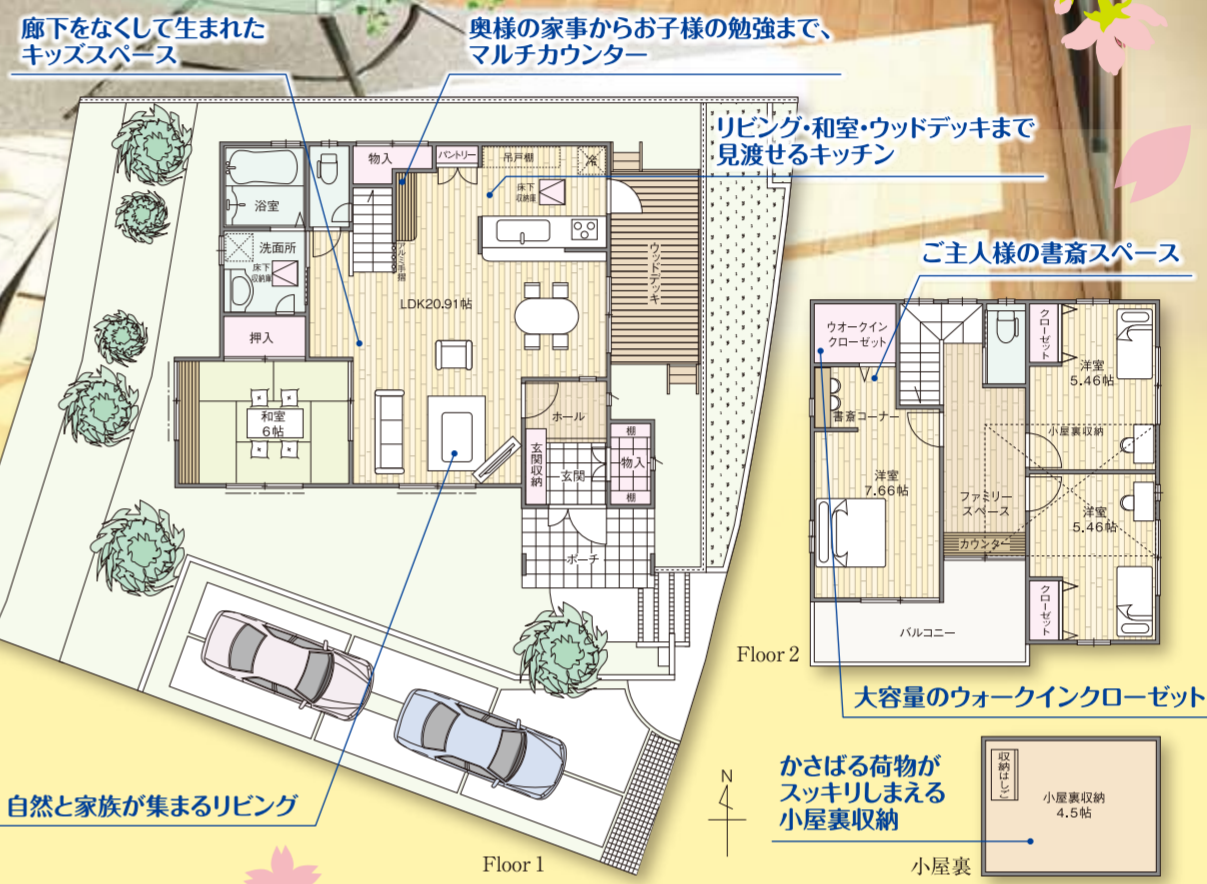 廊下をなくして生まれた
キッズスペース
奥様の家事からお子様の勉強まで、
マルチカウンター
リビング・和室・ウッドデッキまで
見渡せるキッチン
物入
パントリー
吊戸棚
冷
床下
収納庫
浴室
洗面所
床下
収納庫
アルミ手摺
ウッドデッキ
LDK20.91帖
押入
和室
6帖
ホール
玄関収納
玄関
棚
物入
棚
ポーチ
自然と家族が集まるリビング
Floor 1
N
ご主人様の書斎スペース
ウオークイン
クローゼット
クローゼット
洋室
5.46帖
書斎コーナー
小屋裏収納
洋室
7.66帖
ファミリー
スペース
洋室
5.46帖
カウンター
クローゼット
バルコニー
Floor 2
大容量のウォークインクローゼット
かさばる荷物が
スッキリしまえる
小屋裏収納
収納はしご
小屋裏収納
4.5帖
小屋裏